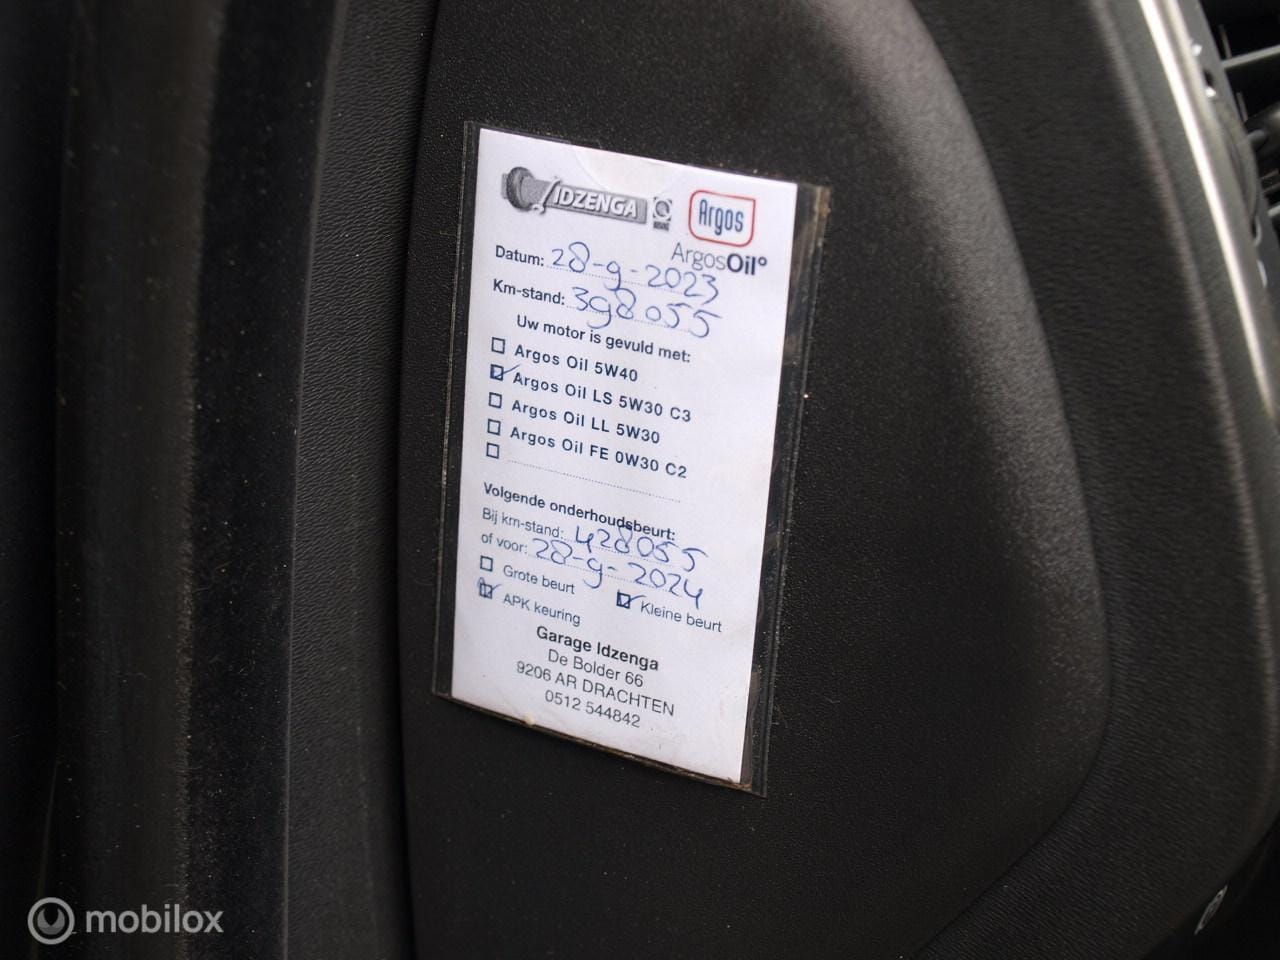 IDZENGA
Argos
ArgosOil°
Datum: 28-9-2023
Km-stand: 398055
Uw motor is gevuld met:
Argos Oil 5W40
Argos Oil LS 5W30 C3
Argos Oil LL 5W30
Argos Oil FE 0W30 C2
Volgende onderhoudsbeurt:
Bij km-stand: 428055
of voor: 28-9-2024
Grote beurt
Kleine beurt
APK keuring
Garage Idzenga
De Bolder 66
9206 AR DRACHTEN
0512 544842
mobilox